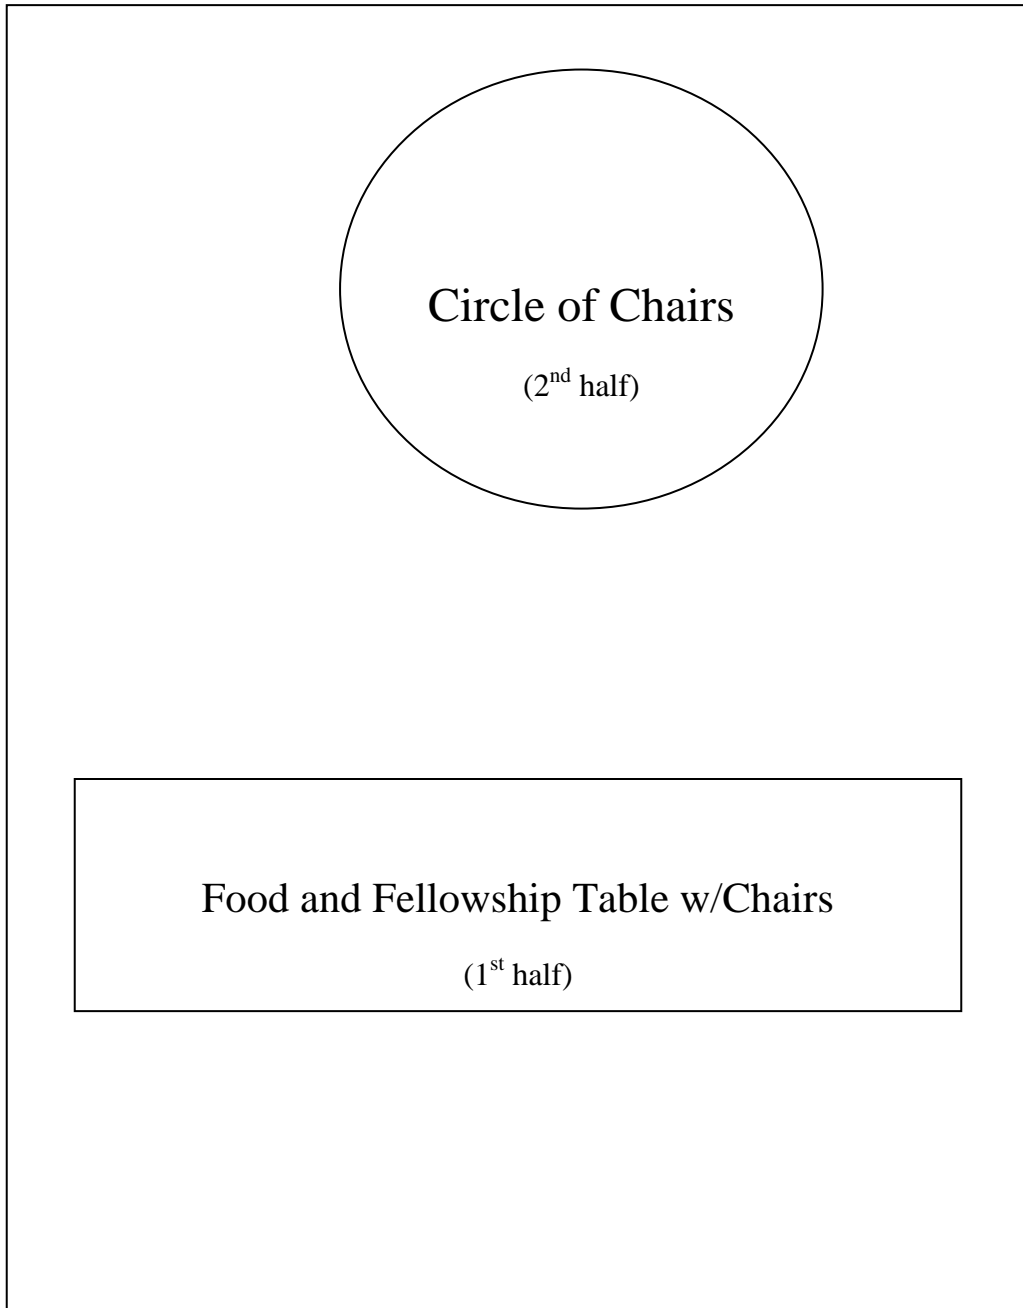 Circle of Chairs
(2nd half)
Food and Fellowship Table w/Chairs
(1st half)